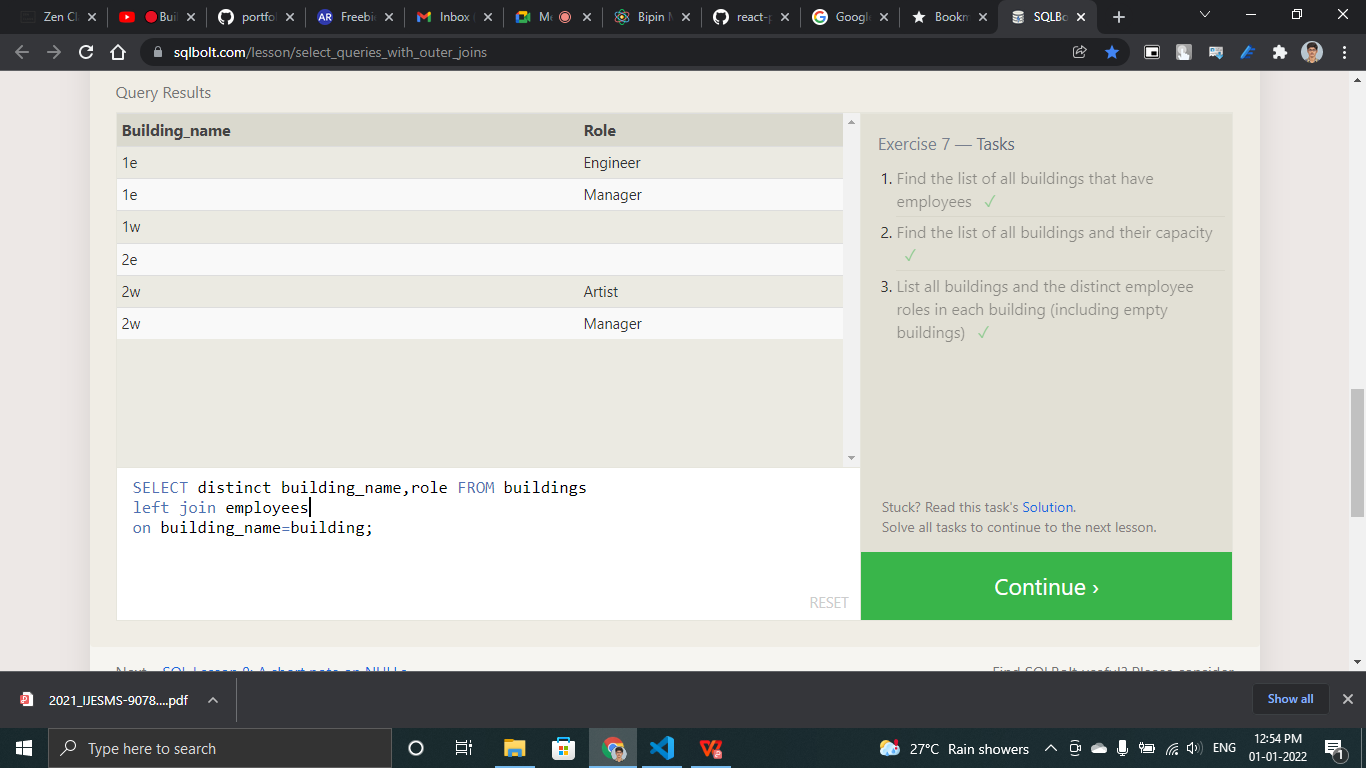 Zen Cl
Buil
portfo
AR Freebi
Inbox
Me
Bipin
react-p
Google
Bookm
SQLBo
sqlbolt.com/lesson/select_queries_with_outer_joins
Query Results
Building_name Role
1e Engineer
1e Manager
1w
2e
2w Artist
2w Manager
Exercise 7 — Tasks
1. Find the list of all buildings that have
employees ✓
2. Find the list of all buildings and their capacity
✓
3. List all buildings and the distinct employee
roles in each building (including empty
buildings) ✓
SELECT distinct building_name,role FROM buildings
left join employees
on building_name=building;
RESET
Stuck? Read this task's Solution.
Solve all tasks to continue to the next lesson.
Continue ›
Next – SQL Lesson 8: A short note on NULLs
Find SQLBolt useful? Please consider
2021_IJESMS-9078....pdf
Show all
Type here to search
27°C Rain showers
ENG
12:54 PM
01-01-2022
1